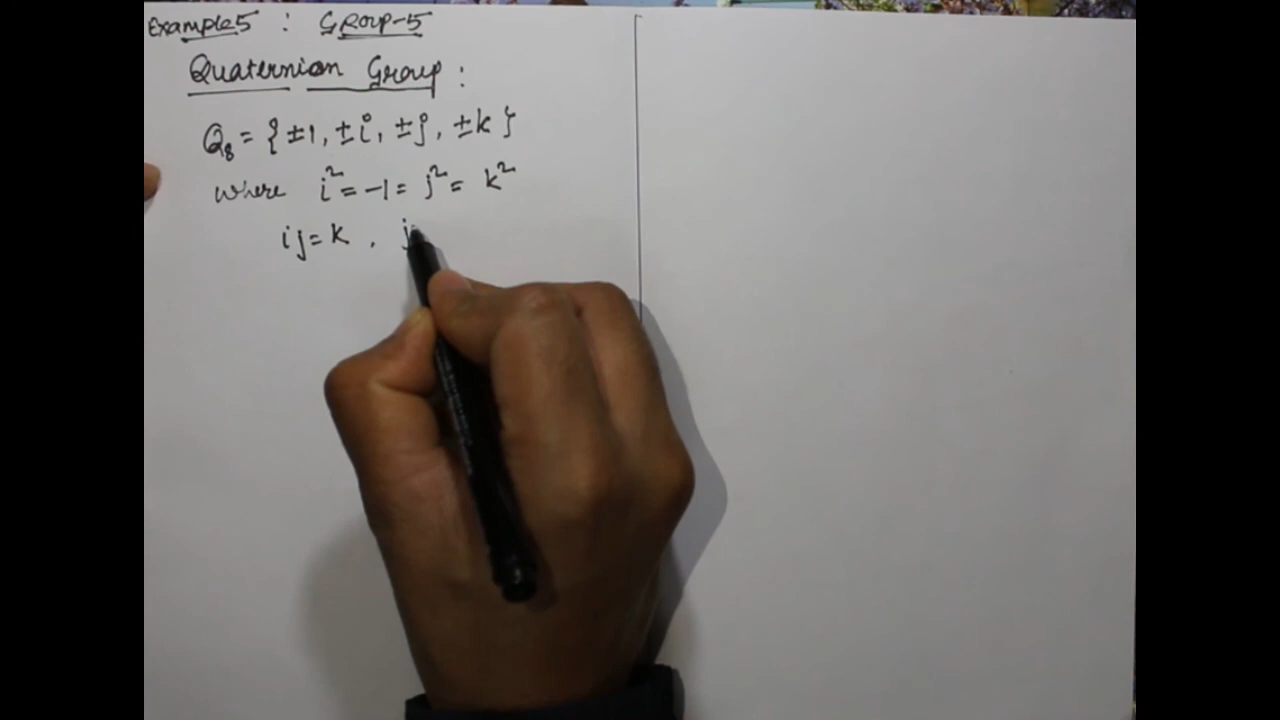 Example5 : Group-5
Quaternion Group :
Q₈ = { ±1, ±i, ±j, ±k }
where i² = -1 = j² = k²
ij = k , j